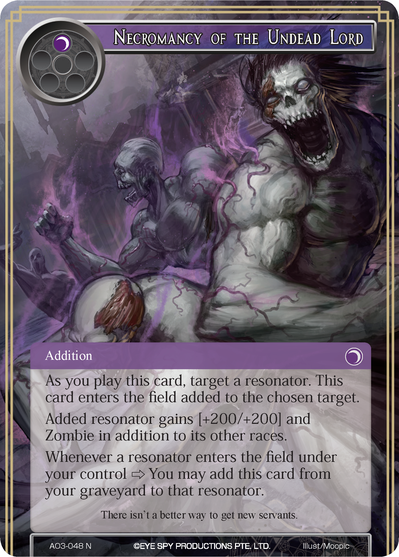 Necromancy of the Undead Lord
Addition
As you play this card, target a resonator. This
card enters the field added to the chosen target.
Added resonator gains [+200/+200] and
Zombie in addition to its other races.
Whenever a resonator enters the field under
your control ⇨ You may add this card from
your graveyard to that resonator.
There isn't a better way to get new servants.
A03-048 N
©EYE SPY PRODUCTIONS PTE. LTD.
Illust/Moopic